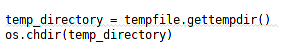 temp_directory = tempfile.gettempdir()
os.chdir(temp_directory)